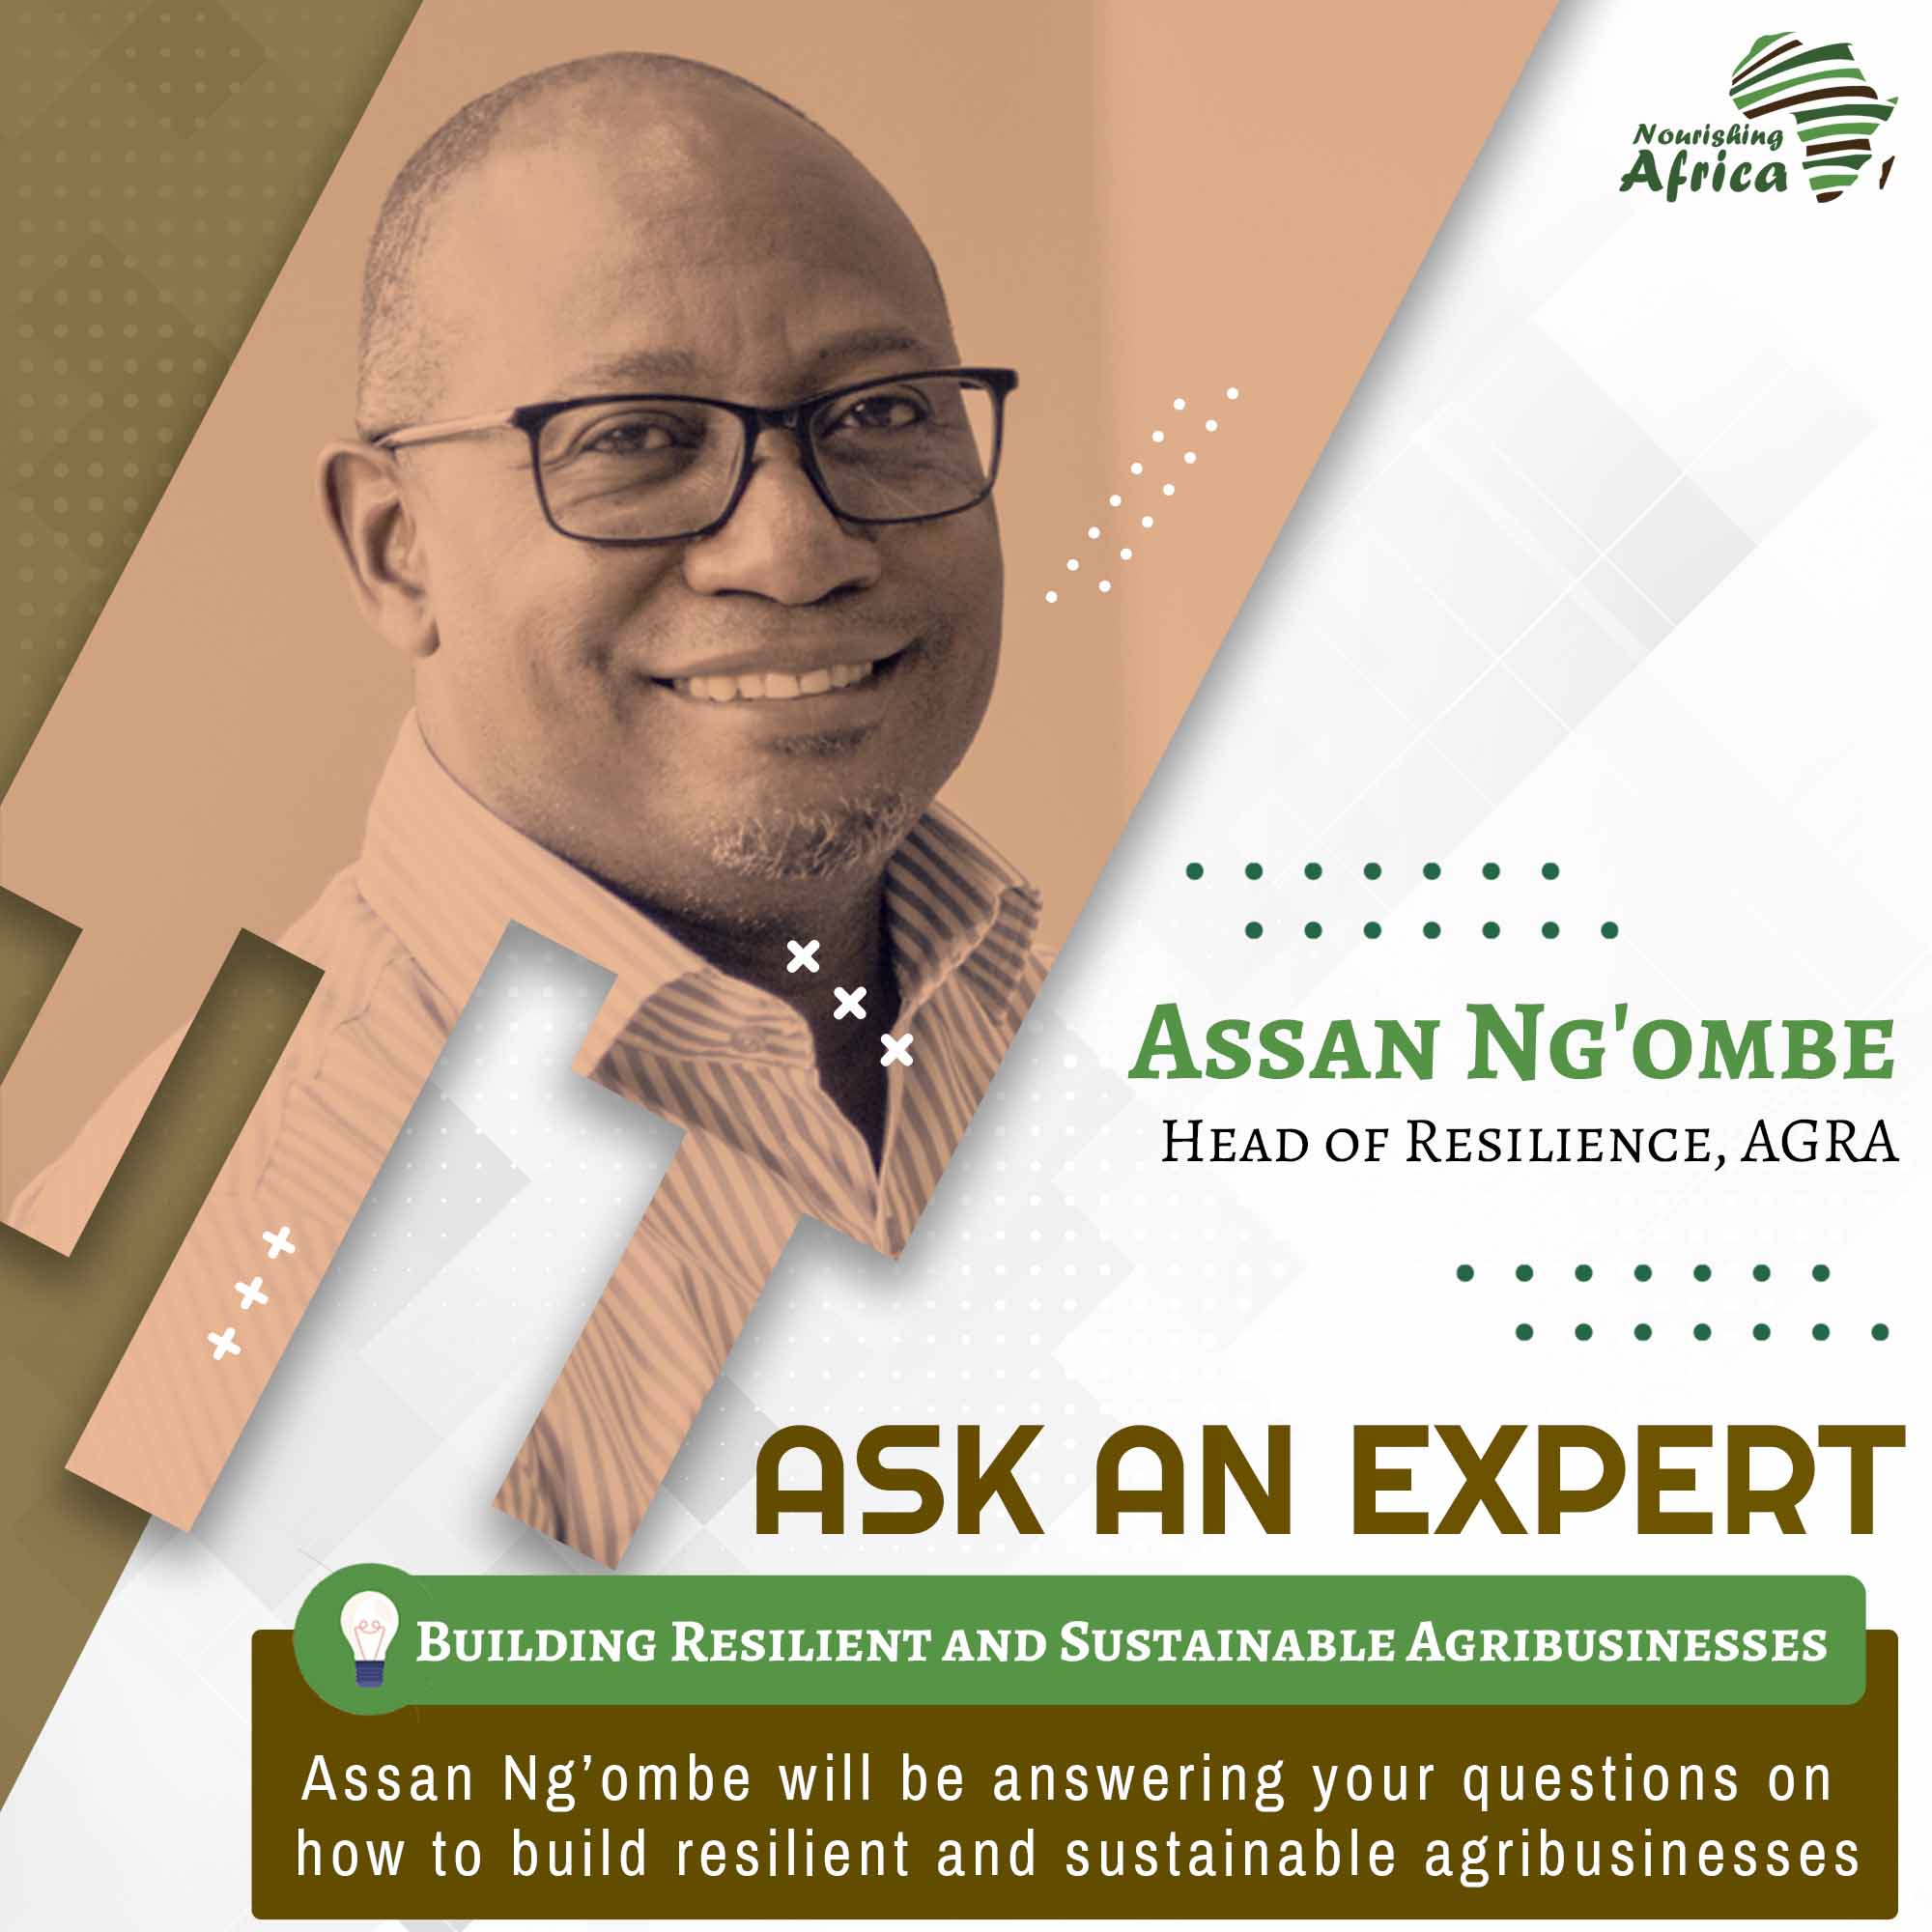 Nourishing
Africa
Assan Ng'ombe
Head of Resilience, AGRA
ASK AN EXPERT
Building Resilient and Sustainable Agribusinesses
Assan Ng’ombe will be answering your questions on
how to build resilient and sustainable agribusinesses